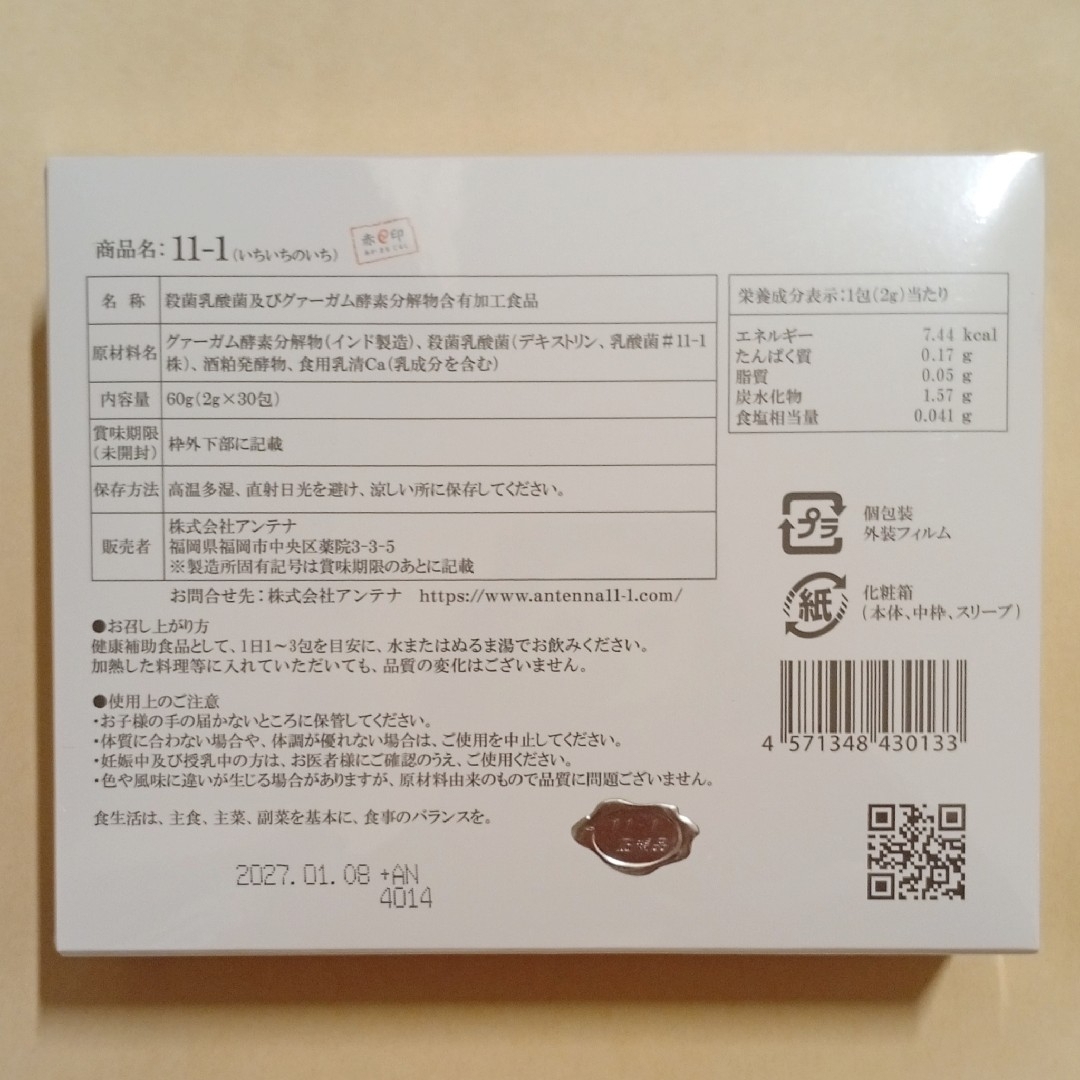 商品名：11-1（いちいちのいち） 赤e印
名称 殺菌乳酸菌及びグァーガム酵素分解物含有加工食品
原材料名 グァーガム酵素分解物（インド製造）、殺菌乳酸菌（デキストリン、乳酸菌＃11-1
株）、酒粕発酵物、食用乳清Ca（乳成分を含む）
内容量 60g（2g×30包）
賞味期限
（未開封） 枠外下部に記載
保存方法 高温多湿、直射日光を避け、涼しい所に保存してください。
販売者 株式会社アンテナ
福岡県福岡市中央区薬院3-3-5
※製造所固有記号は賞味期限のあとに記載
お問合せ先：株式会社アンテナ https://www.antenna11-1.com/
●お召し上がり方
健康補助食品として、1日1～3包を目安に、水またはぬるま湯でお飲みください。
加熱した料理等に入れていただいても、品質の変化はございません。
●使用上のご注意
・お子様の手の届かないところに保管してください。
・体質に合わない場合や、体調が優れない場合は、ご使用を中止してください。
・妊娠中及び授乳中の方は、お医者様にご確認のうえ、ご使用ください。
・色や風味に違いが生じる場合がありますが、原材料由来のもので品質に問題ございません。
食生活は、主食、主菜、副菜を基本に、食事のバランスを。
2027.01.08 +AN
4014
栄養成分表示：1包（2g）当たり
エネルギー 7.44 kcal
たんぱく質 0.17 g
脂質 0.05 g
炭水化物 1.57 g
食塩相当量 0.041 g
プラ
個包装
外装フィルム
紙
化粧箱
（本体、中枠、スリーブ）
4 571348 430133
正規品